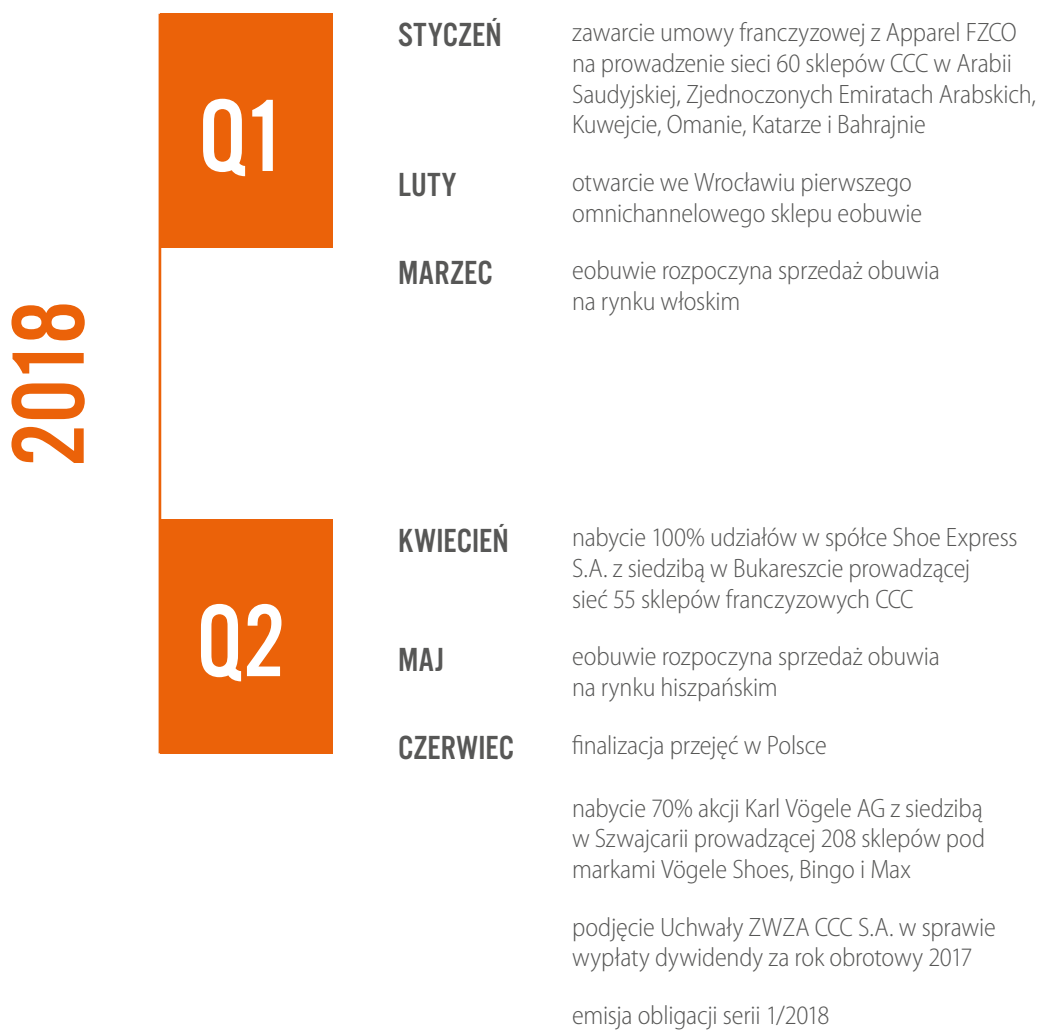 2018
Q1
STYCZEŃ
zawarcie umowy franczyzowej z Apparel FZCO
na prowadzenie sieci 60 sklepów CCC w Arabii
Saudyjskiej, Zjednoczonych Emiratach Arabskich,
Kuwejcie, Omanie, Katarze i Bahrajnie
LUTY
otwarcie we Wrocławiu pierwszego
omnichannelowego sklepu eobuwie
MARZEC
eobuwie rozpoczyna sprzedaż obuwia
na rynku włoskim
Q2
KWIECIEŃ
nabycie 100% udziałów w spółce Shoe Express
S.A. z siedzibą w Bukareszcie prowadzącej
sieć 55 sklepów franczyzowych CCC
MAJ
eobuwie rozpoczyna sprzedaż obuwia
na rynku hiszpańskim
CZERWIEC
finalizacja przejęć w Polsce
nabycie 70% akcji Karl Vögele AG z siedzibą
w Szwajcarii prowadzącej 208 sklepów pod
markami Vögele Shoes, Bingo i Max
podjęcie Uchwały ZWZA CCC S.A. w sprawie
wypłaty dywidendy za rok obrotowy 2017
emisja obligacji serii 1/2018